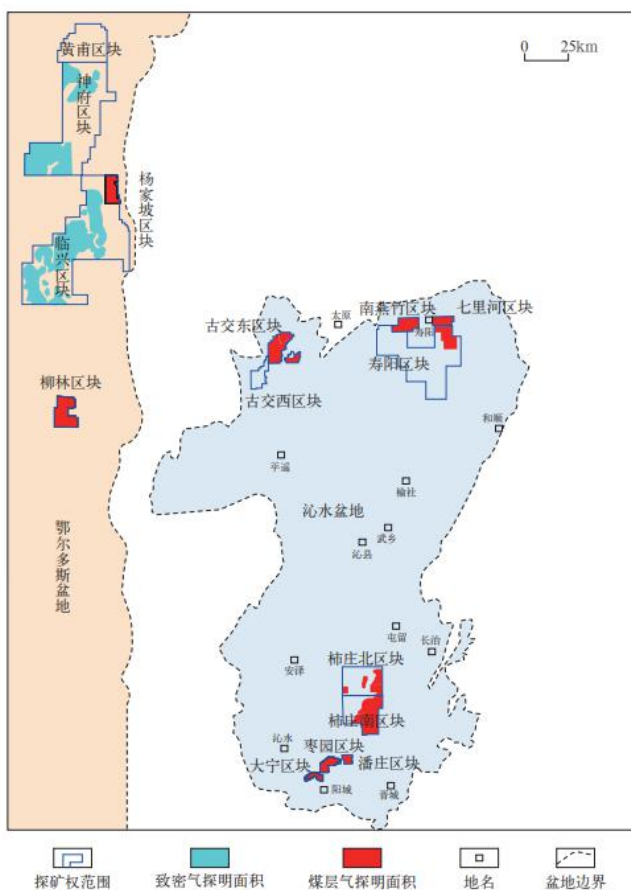 黄甫区块
0 25km
神府区块
杨家坡区块
临兴区块
柳林区块
鄂尔多斯盆地
古交东区块
太原
南燕竹区块
七里河区块
寿阳
寿阳区块
古交西区块
和顺
平遥
榆社
沁水盆地
武乡
沁县
屯留
长治
安泽
柿庄北区块
柿庄南区块
沁水
枣园区块
大宁区块
潘庄区块
阳城
晋城
探矿权范围
致密气探明面积
煤层气探明面积
地名
盆地边界